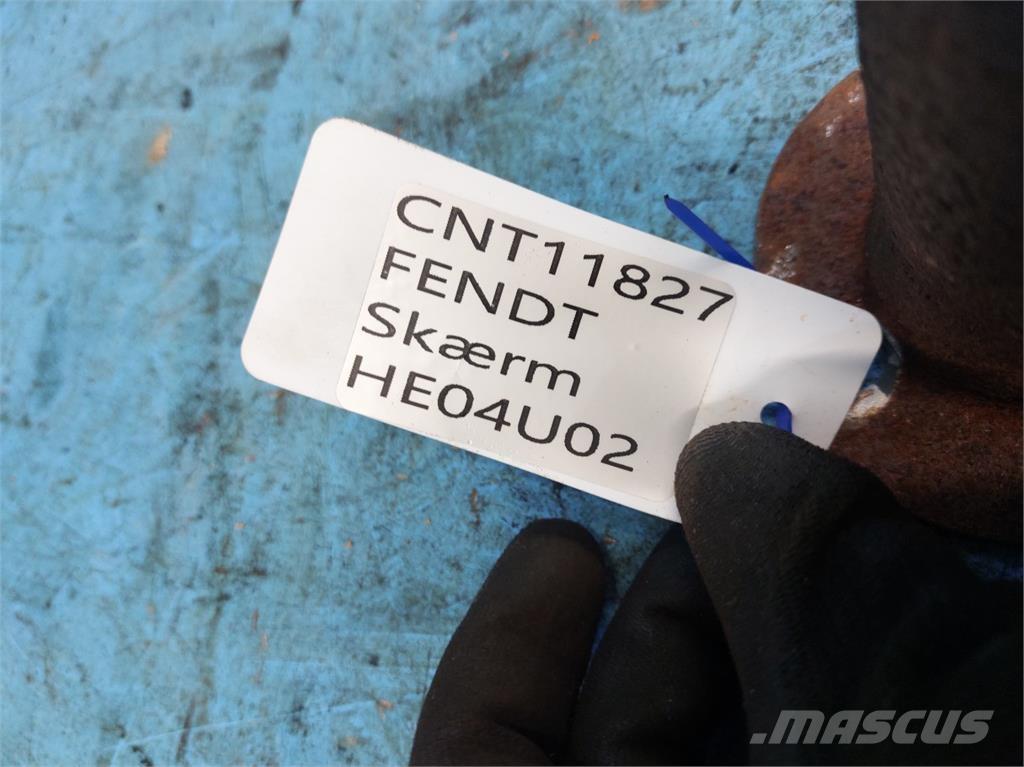 CNT11827
FENDT
Skærm
HE04U02
MASCUS